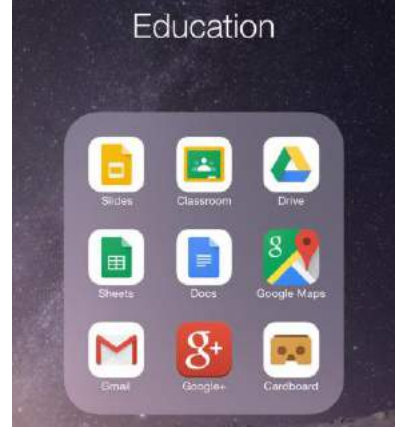 Education
Slides Classroom Drive
Sheets Docs Google Maps
Gmail Google+ Cardboard